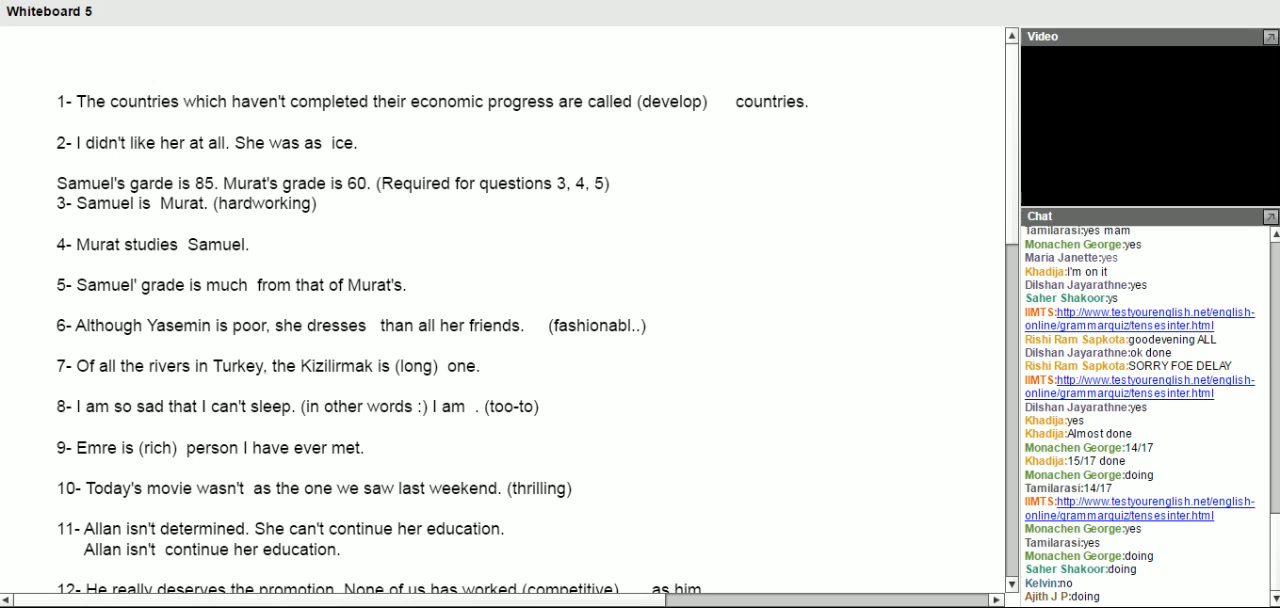 Whiteboard 5
1- The countries which haven't completed their economic progress are called (develop) countries.
2- I didn't like her at all. She was as ice.
Samuel's garde is 85. Murat's grade is 60. (Required for questions 3, 4, 5)
3- Samuel is Murat. (hardworking)
4- Murat studies Samuel.
5- Samuel' grade is much from that of Murat's.
6- Although Yasemin is poor, she dresses than all her friends. (fashionabl..)
7- Of all the rivers in Turkey, the Kizilirmak is (long) one.
8- I am so sad that I can't sleep. (in other words :) I am . (too-to)
9- Emre is (rich) person I have ever met.
10- Today's movie wasn't as the one we saw last weekend. (thrilling)
11- Allan isn't determined. She can't continue her education.
Allan isn't continue her education.
12- He really deserves the promotion. None of us has worked (competitive) as him
Video
Chat
Tamilarasi:yes mam
Monachen George:yes
Maria Janette:yes
Khadija:I'm on it
Dilshan Jayarathne:yes
Saher Shakoor:ys
IIMTS:http://www.testyourenglish.net/english-
online/grammarquiz/tensesinter.html
Rishi Ram Sapkota:goodevening ALL
Dilshan Jayarathne:ok done
Rishi Ram Sapkota:SORRY FOE DELAY
IIMTS:http://www.testyourenglish.net/english-
online/grammarquiz/tensesinter.html
Dilshan Jayarathne:yes
Khadija:yes
Khadija:Almost done
Monachen George:14/17
Khadija:15/17 done
Monachen George:doing
Tamilarasi:14/17
IIMTS:http://www.testyourenglish.net/english-
online/grammarquiz/tensesinter.html
Monachen George:yes
Tamilarasi:yes
Monachen George:doing
Saher Shakoor:doing
Kelvin:no
Ajith J P:doing